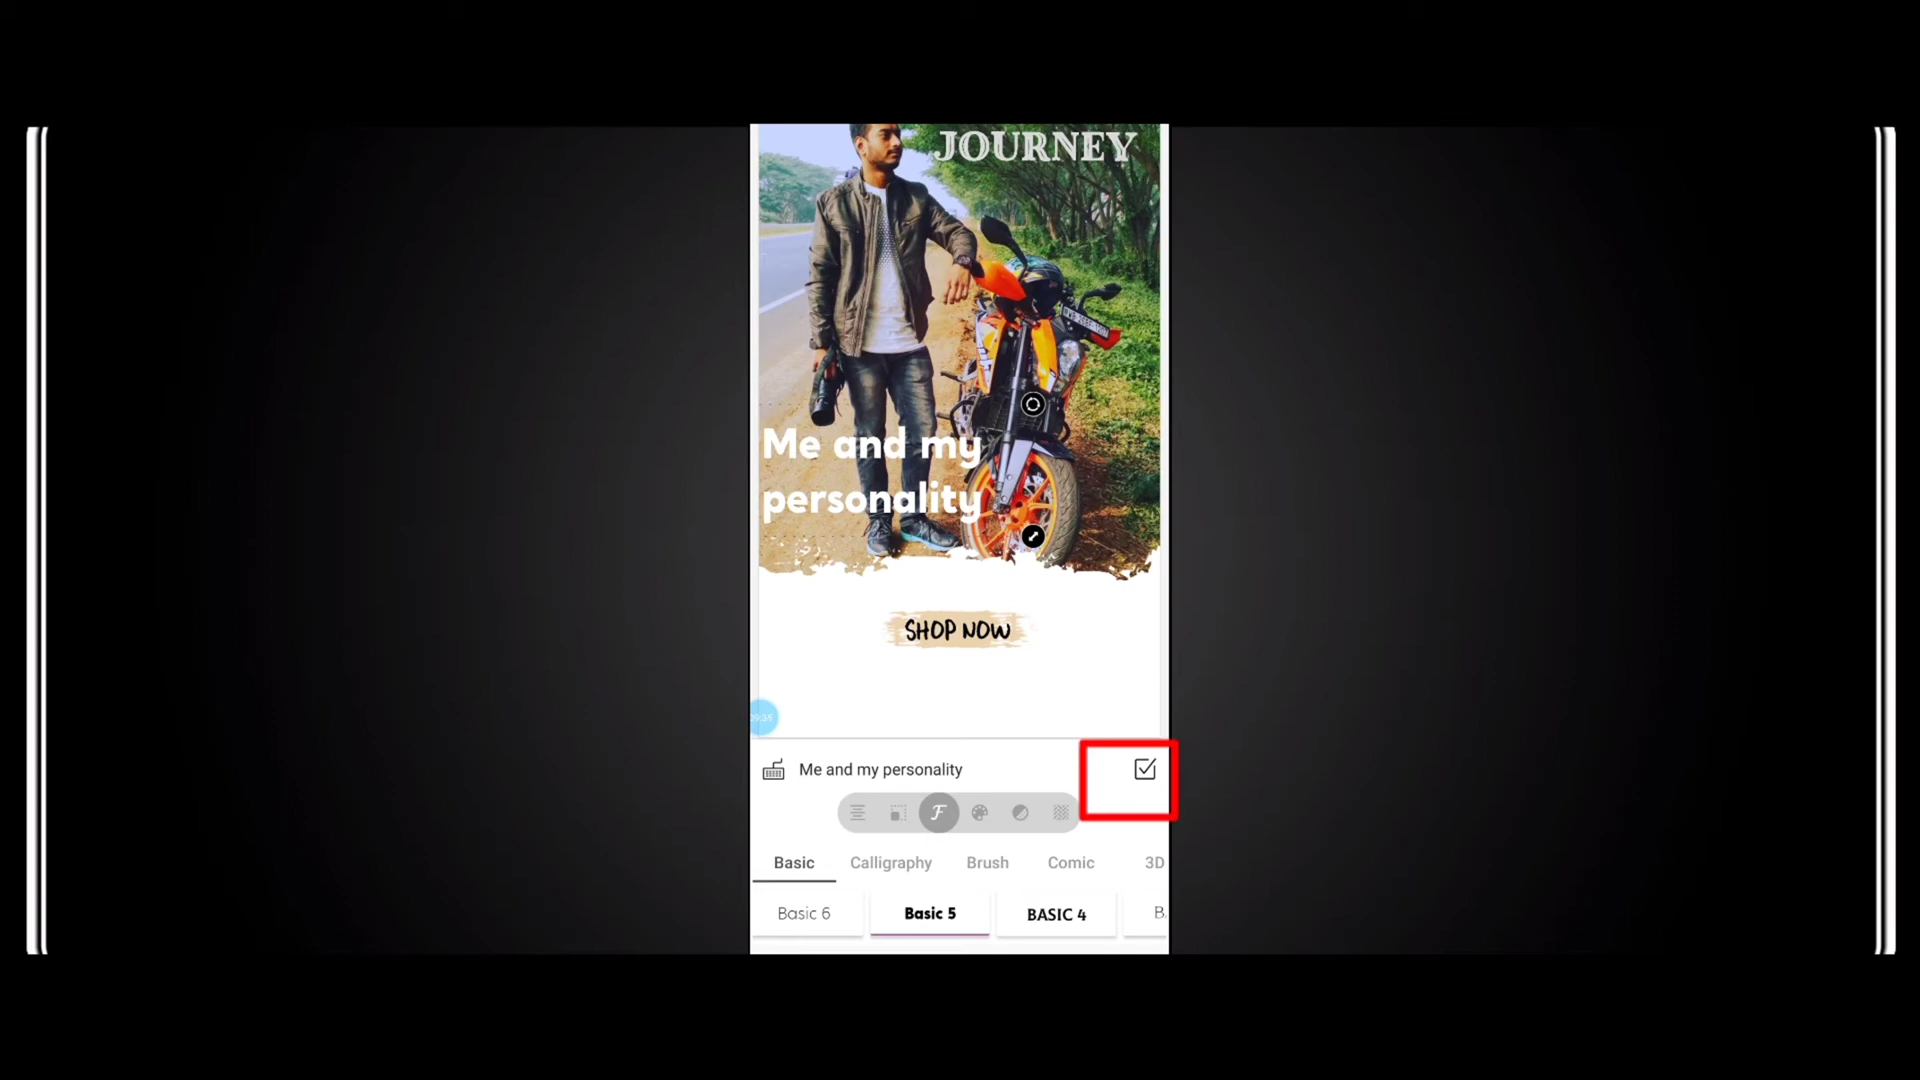 JOURNEY
Me and my
personality
SHOP NOW
Me and my personality
Basic
Calligraphy
Brush
Comic
3D
Basic 6
Basic 5
BASIC 4